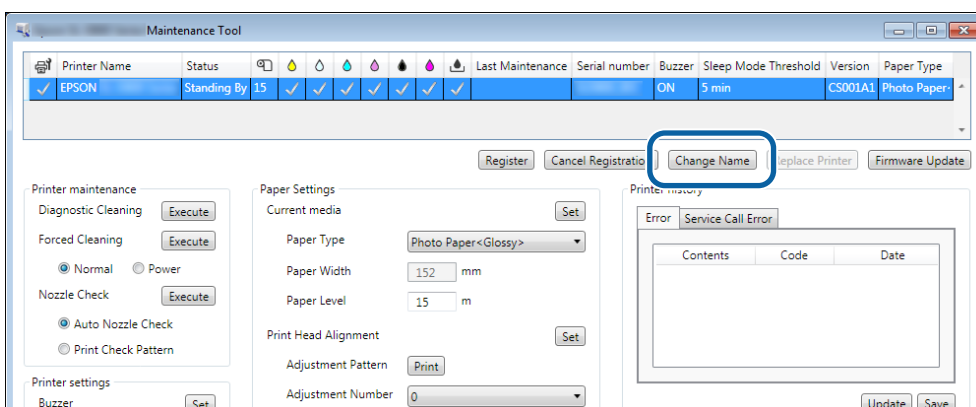 Maintenance Tool
Printer Name Status Last Maintenance Serial number Buzzer Sleep Mode Threshold Version Paper Type
EPSON Standing By 15 ON 5 min CS001A1 Photo Paper
Register Cancel Registration Change Name Replace Printer Firmware Update
Printer maintenance
Diagnostic Cleaning Execute
Forced Cleaning Execute
Normal Power
Nozzle Check Execute
Auto Nozzle Check
Print Check Pattern
Printer settings
Buzzer Set
Paper Settings
Current media Set
Paper Type Photo Paper<Glossy>
Paper Width 152 mm
Paper Level 15 m
Print Head Alignment Set
Adjustment Pattern Print
Adjustment Number 0
Printer history
Error Service Call Error
Contents Code Date
Update Save